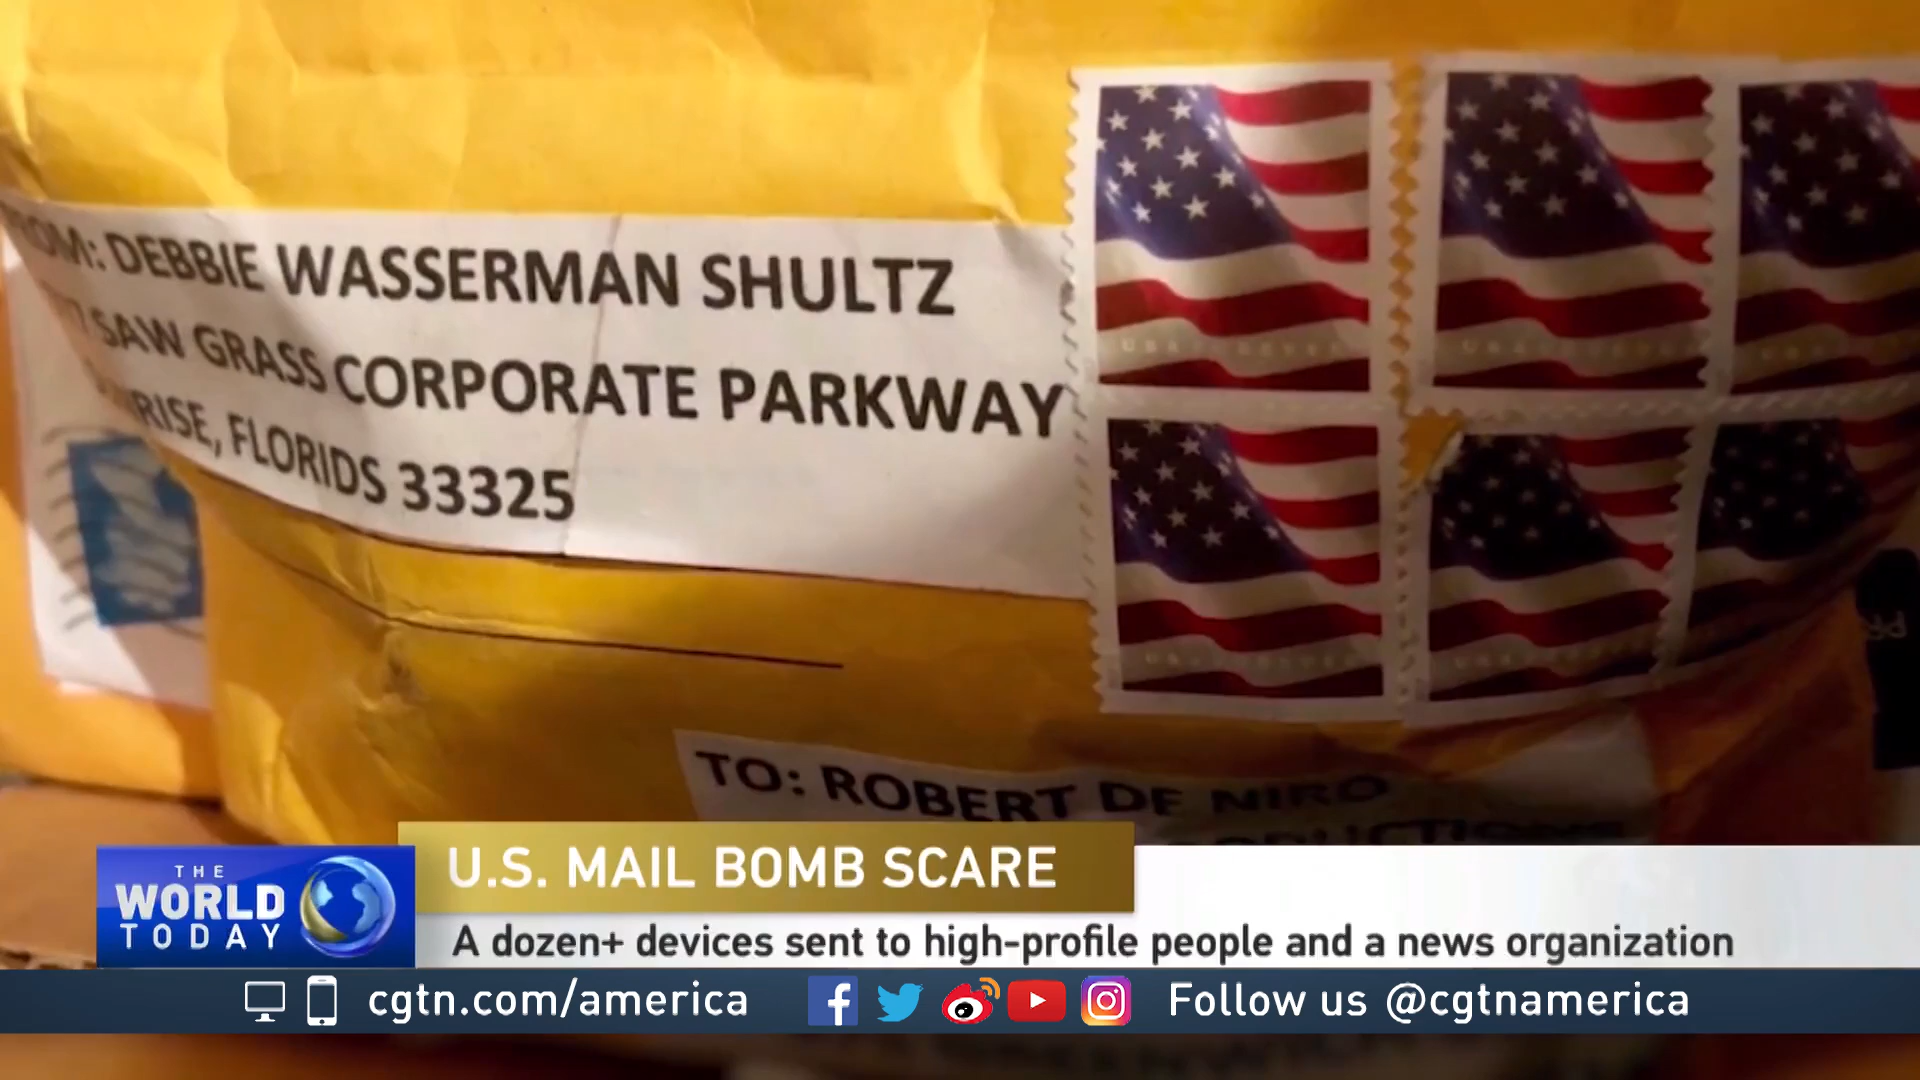 DEBBIE WASSERMAN SHULTZ
SAW GRASS CORPORATE PARKWAY
FLORIDS 33325
TO: ROBERT DE NIRO
U.S. MAIL BOMB SCARE
THE
WORLD
TODAY
A dozen+ devices sent to high-profile people and a news organization
cgtn.com/america
Follow us @cgtnamerica